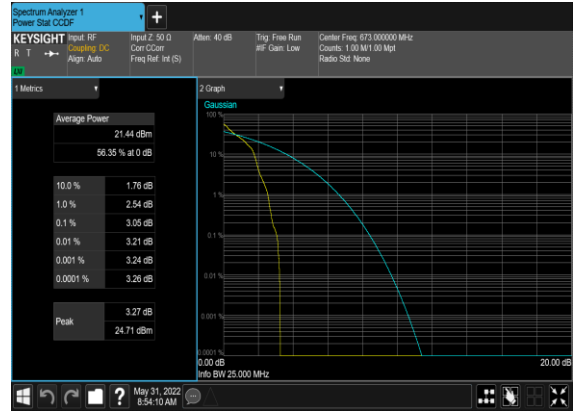 Spectrum Analyzer 1
Power Stat CCDF
+
KEYSIGHT
R T
LXI
Input: RF
Coupling: DC
Align: Auto
Input Z: 50 Ω
Corr CCorr
Freq Ref: Int (S)
Atten: 40 dB
Trig: Free Run
#IF Gain: Low
Center Freq: 673.000000 MHz
Counts: 1.00 M/1.00 Mpt
Radio Std: None
1 Metrics
Average Power
21.44 dBm
56.35 % at 0 dB
10.0 % 1.76 dB
1.0 % 2.54 dB
0.1 % 3.05 dB
0.01 % 3.21 dB
0.001 % 3.24 dB
0.0001 % 3.26 dB
Peak
3.27 dB
24.71 dBm
2 Graph
Gaussian
100 %
10 %
1 %
0.1 %
0.01 %
0.001 %
0.0001 %
0.00 dB 20.00 dB
Info BW 25.000 MHz
?
May 31, 2022
8:54:10 AM